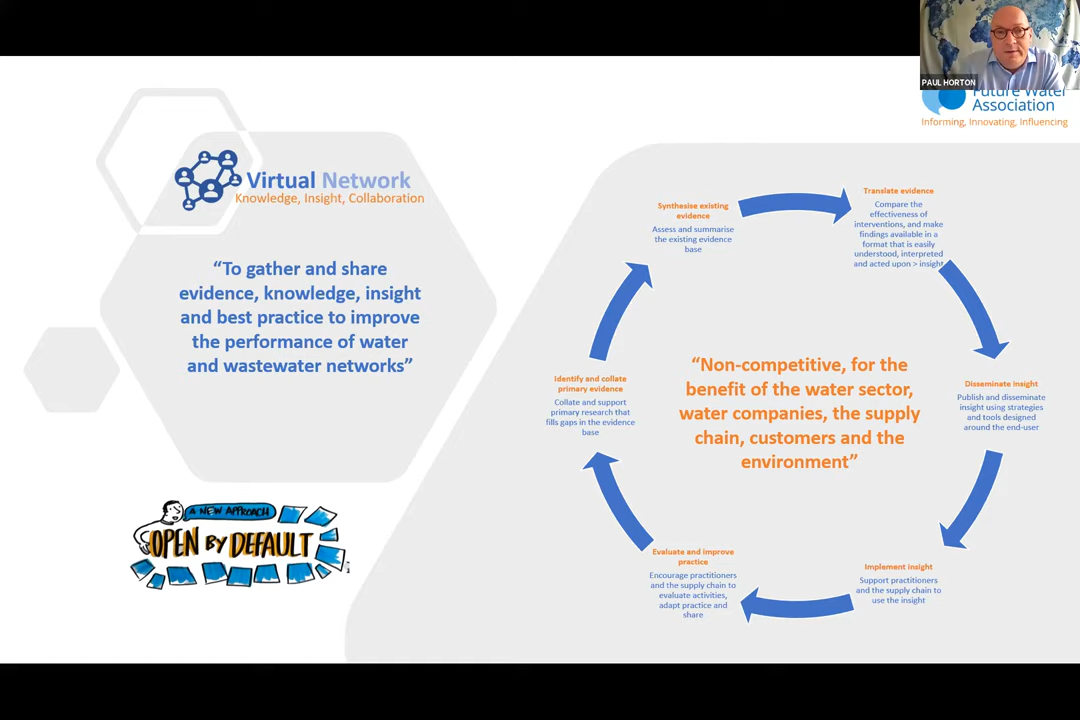 PAUL HORTON
Future Water
Association
Informing, Innovating, Influencing
Virtual Network
Knowledge, Insight, Collaboration
“To gather and share
evidence, knowledge, insight
and best practice to improve
the performance of water
and wastewater networks”
A NEW APPROACH
OPEN BY DEFAULT
Synthesise existing
evidence
Assess and summarise
the existing evidence
base
Translate evidence
Compare the
effectiveness of
interventions, and make
findings available in a
format that is easily
understood, interpreted
and acted upon > insight
Disseminate insight
Publish and disseminate
insight using strategies
and tools designed
around the end-user
Implement insight
Support practitioners
and the supply chain to
use the insight
Evaluate and improve
practice
Encourage practitioners
and the supply chain to
evaluate activities,
adapt practice and
share
Identify and collate
primary evidence
Collate and support
primary research that
fills gaps in the evidence
base
“Non-competitive, for the
benefit of the water sector,
water companies, the supply
chain, customers and the
environment”